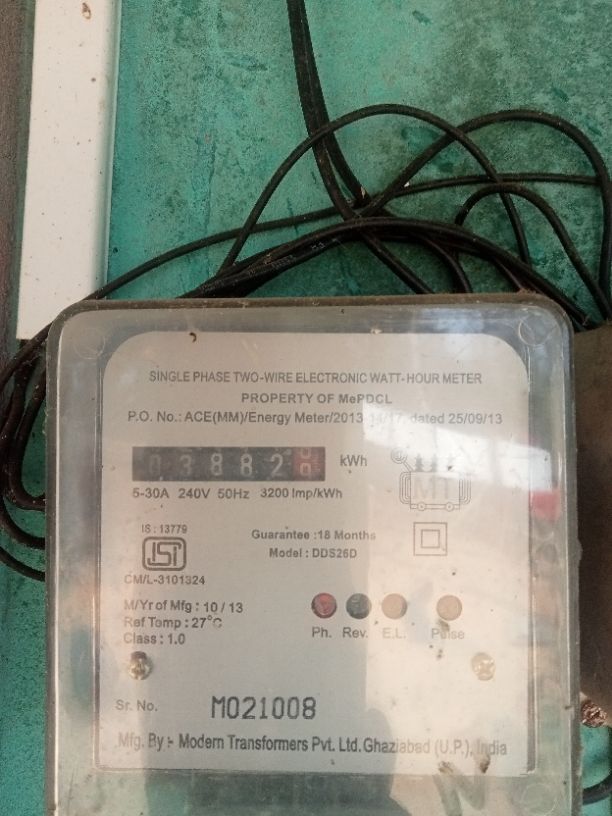 SINGLE PHASE TWO-WIRE ELECTRONIC WATT-HOUR METER
PROPERTY OF MePDCL
P.O. No.: ACE(MM)/Energy Meter/2013-14/17, dated 25/09/13
03882 kWh
5-30A 240V 50Hz 3200 Imp/kWh
MT
IS : 13779
ISI
CM/L-3101324
Guarantee :18 Months
Model : DDS26D
M/Yr of Mfg : 10 / 13
Ref Temp : 27°C
Class : 1.0
Ph. Rev. E.L. Pulse
Sr. No. M021008
Mfg. By :- Modern Transformers Pvt. Ltd. Ghaziabad (U.P.), India